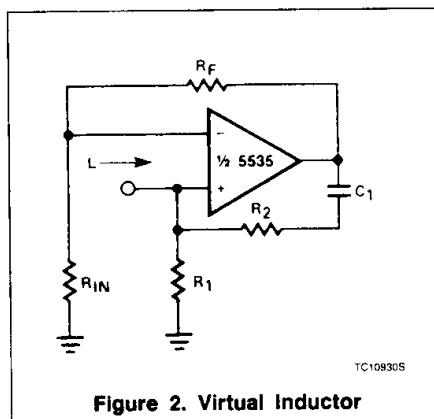 RF
½ 5535
−
+
L
C1
R2
RIN
R1
TC10930S
Figure 2. Virtual Inductor